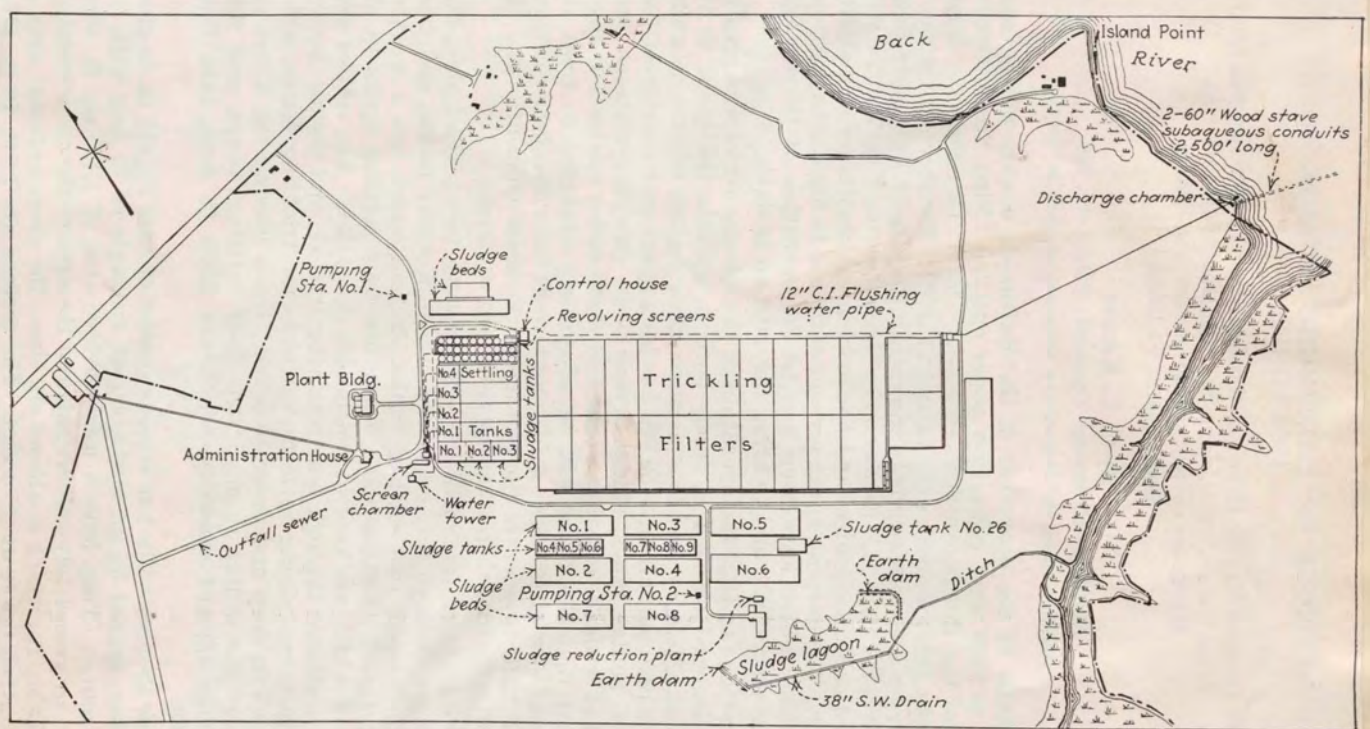 Back
Island Point
River
2-60" Wood stave
subaqueous conduits
2,500' long
Discharge chamber
Sludge
beds
Pumping
Sta. No.1
Control house
Revolving screens
12" C.I. Flushing
water pipe
No.4 Settling
No.3
No.2
No.1 Tanks
No.1 No.2 No.3
Sludge tanks
Trickling
Filters
Plant Bldg.
Administration House
Screen
chamber
Water
tower
Outfall sewer
No.1
No.3
No.5
Sludge tank No.26
Sludge tanks
No.4 No.5 No.6
No.7 No.8 No.9
No.2
No.4
No.6
Sludge
beds
Pumping Sta. No.2
No.7
No.8
Earth
dam
Ditch
Sludge reduction plant
Sludge lagoon
Earth dam
38" S.W. Drain